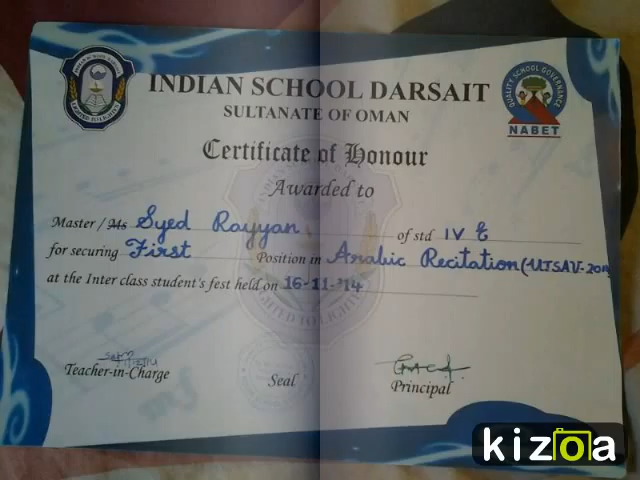 INDIAN SCHOOL DARSAIT
SULTANATE OF OMAN
QUALITY SCHOOL GOVERNANCE
NABET
Certificate of Honour
Awarded to
Master / Ms Syed Rayyan of std IV E
for securing First Position in Arabic Recitation (UTSAV-2014
at the Inter class student's fest held on 16-11-'14
Teacher-in-Charge
Seal
Principal
kizoa